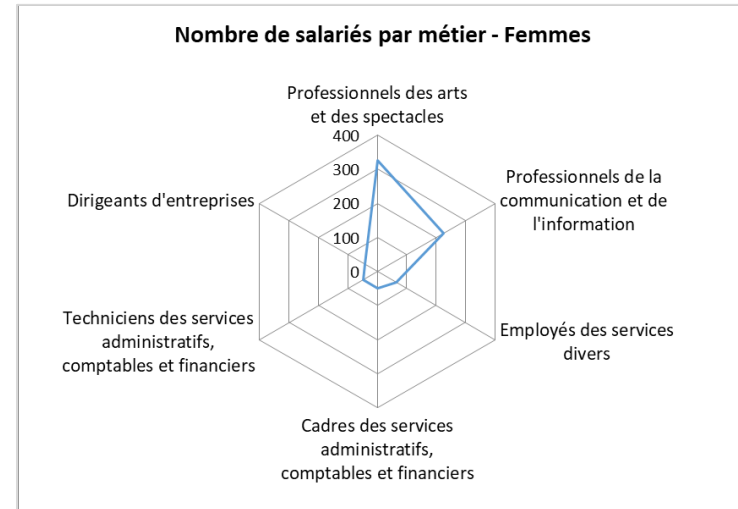 Nombre de salariés par métier - Femmes
Professionnels des arts
et des spectacles
400
300
200
100
0
Professionnels de la
communication et de
l'information
Employés des services
divers
Cadres des services
administratifs,
comptables et financiers
Techniciens des services
administratifs,
comptables et financiers
Dirigeants d'entreprises